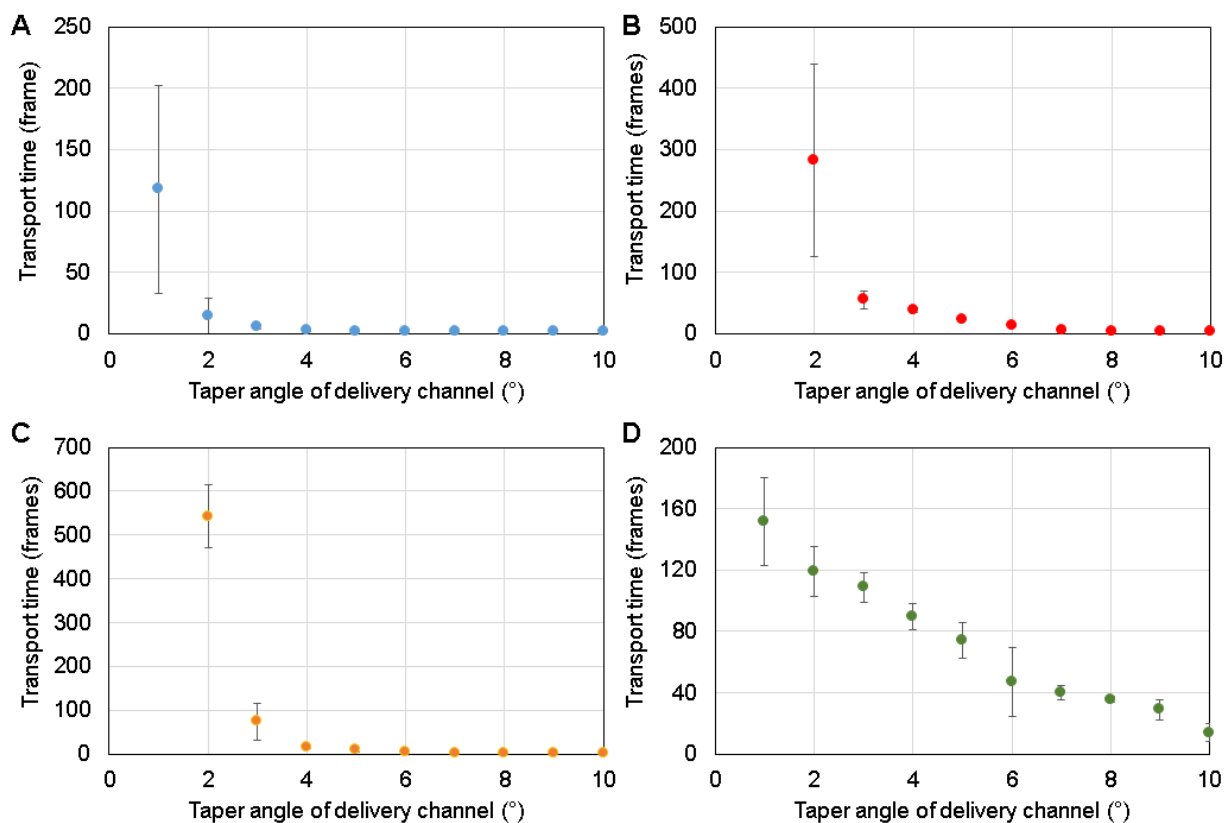 A
Transport time (frame)
250
200
150
100
50
0
0 2 4 6 8 10
Taper angle of delivery channel (°)
B
Transport time (frames)
500
400
300
200
100
0
0 2 4 6 8 10
Taper angle of delivery channel (°)
C
Transport time (frames)
700
600
500
400
300
200
100
0
0 2 4 6 8 10
Taper angle of delivery channel (°)
D
Transport time (frames)
200
160
120
80
40
0
0 2 4 6 8 10
Taper angle of delivery channel (°)